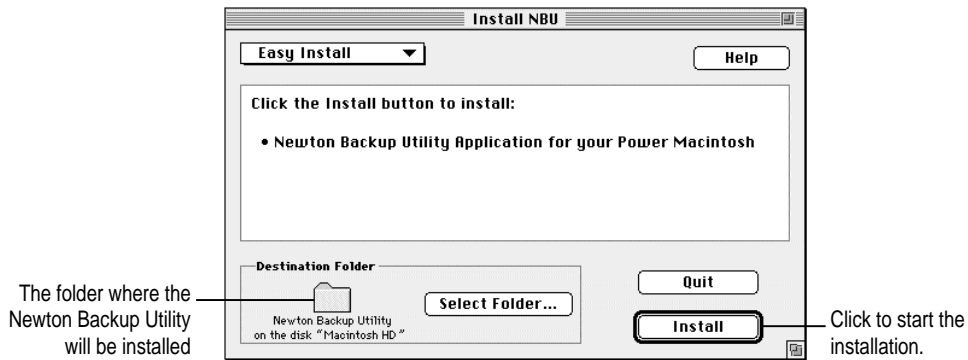 Install NBU
Easy Install
Help
Click the Install button to install:
• Newton Backup Utility Application for your Power Macintosh
Destination Folder
Newton Backup Utility
on the disk “Macintosh HD”
Select Folder...
Quit
Install
The folder where the
Newton Backup Utility
will be installed
Click to start the
installation.